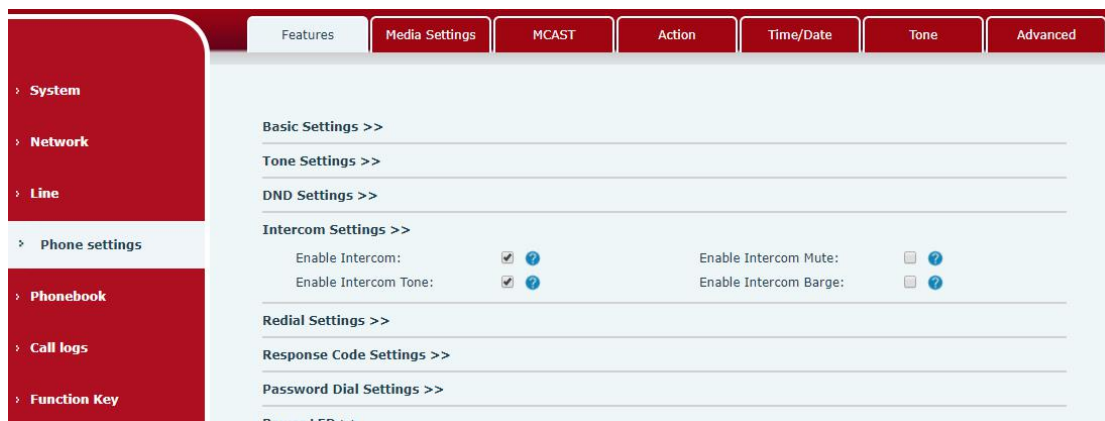 Features Media Settings MCAST Action Time/Date Tone Advanced
› System
› Network
› Line
› Phone settings
› Phonebook
› Call logs
› Function Key
Basic Settings >>
Tone Settings >>
DND Settings >>
Intercom Settings >>
Enable Intercom: Enable Intercom Mute:
Enable Intercom Tone: Enable Intercom Barge:
Redial Settings >>
Response Code Settings >>
Password Dial Settings >>